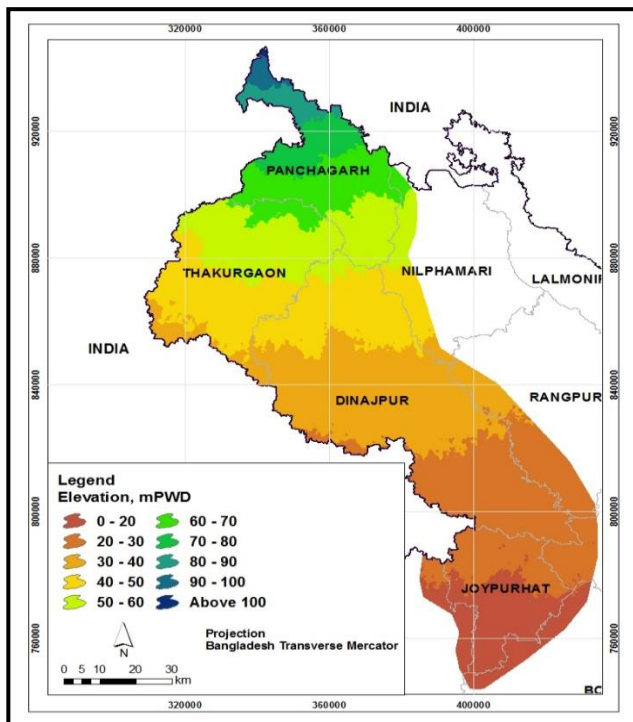 320000 360000 400000
INDIA
920000 920000
PANCHAGARH
880000 880000
THAKURGAON NILPHAMARI
LALMONIR
INDIA
840000 840000
DINAJPUR RANGPUR
Legend
Elevation, mPWD
0 - 20 60 - 70
20 - 30 70 - 80
30 - 40 80 - 90
40 - 50 90 - 100
50 - 60 Above 100
800000 800000
JOYPURHAT
N
Projection
Bangladesh Transverse Mercator
0 5 10 20 30
km
760000 760000
BO
320000 360000 400000